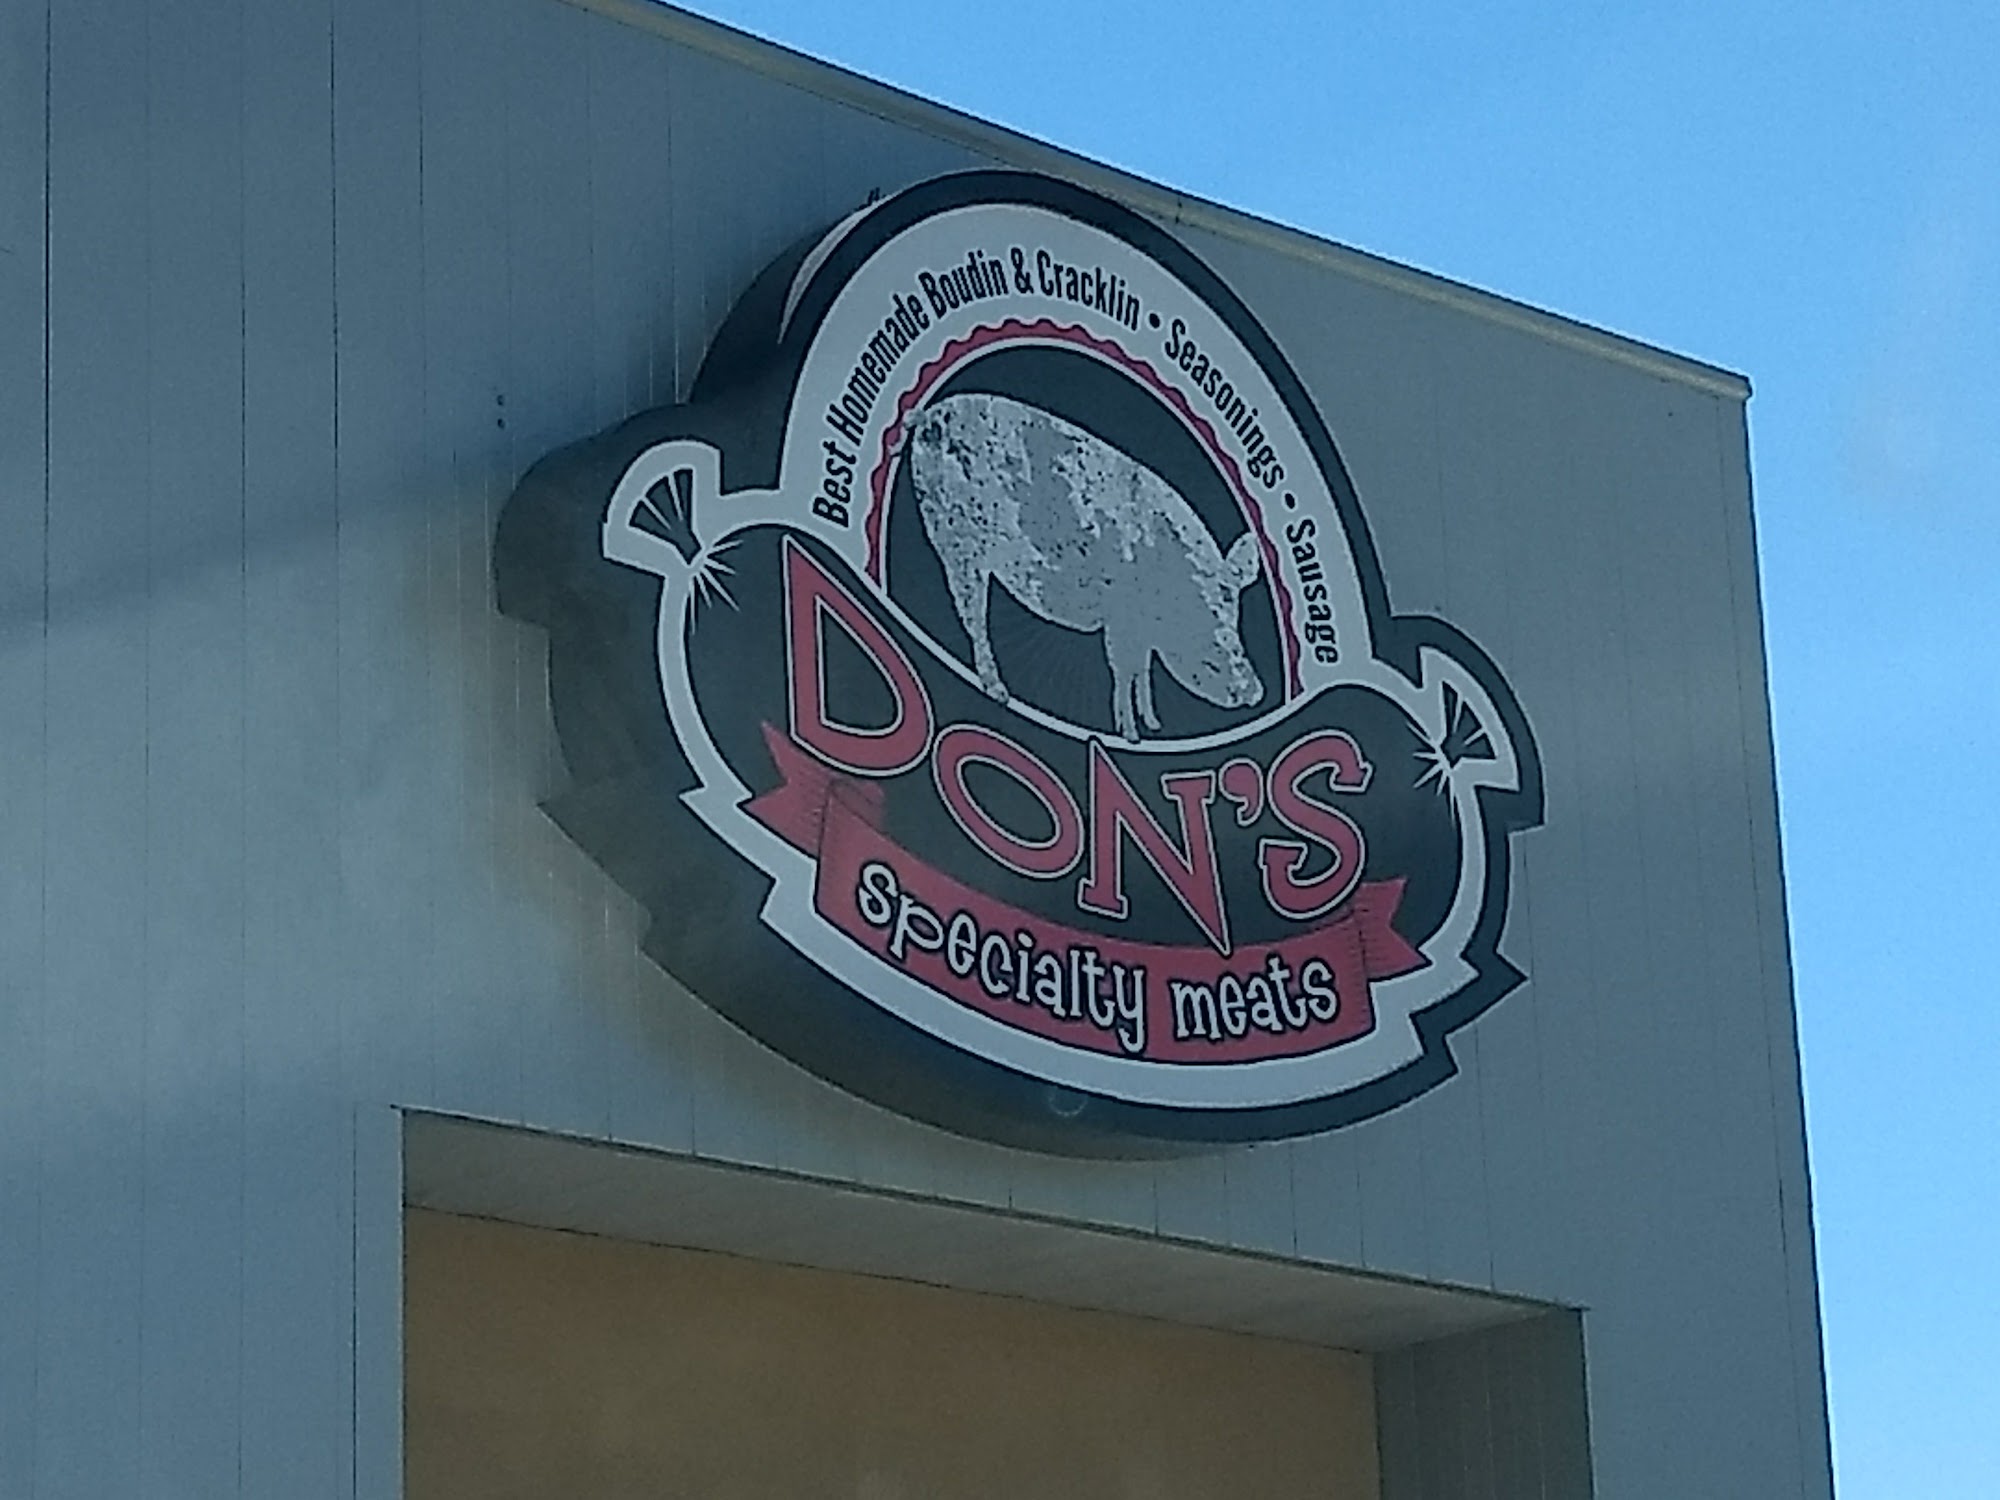 Best Homemade Boudin & Cracklin • Seasonings • Sausage
DON'S
specialty meats